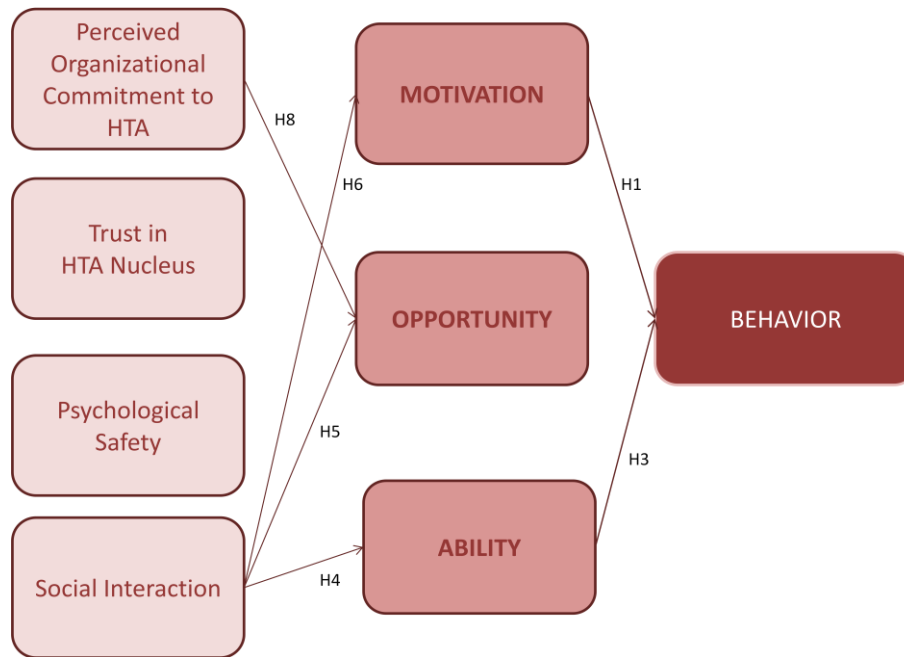 Perceived
Organizational
Commitment to
HTA
MOTIVATION
H8
H6
H1
Trust in
HTA Nucleus
OPPORTUNITY
BEHAVIOR
Psychological
Safety
H5
H3
Social Interaction
H4
ABILITY